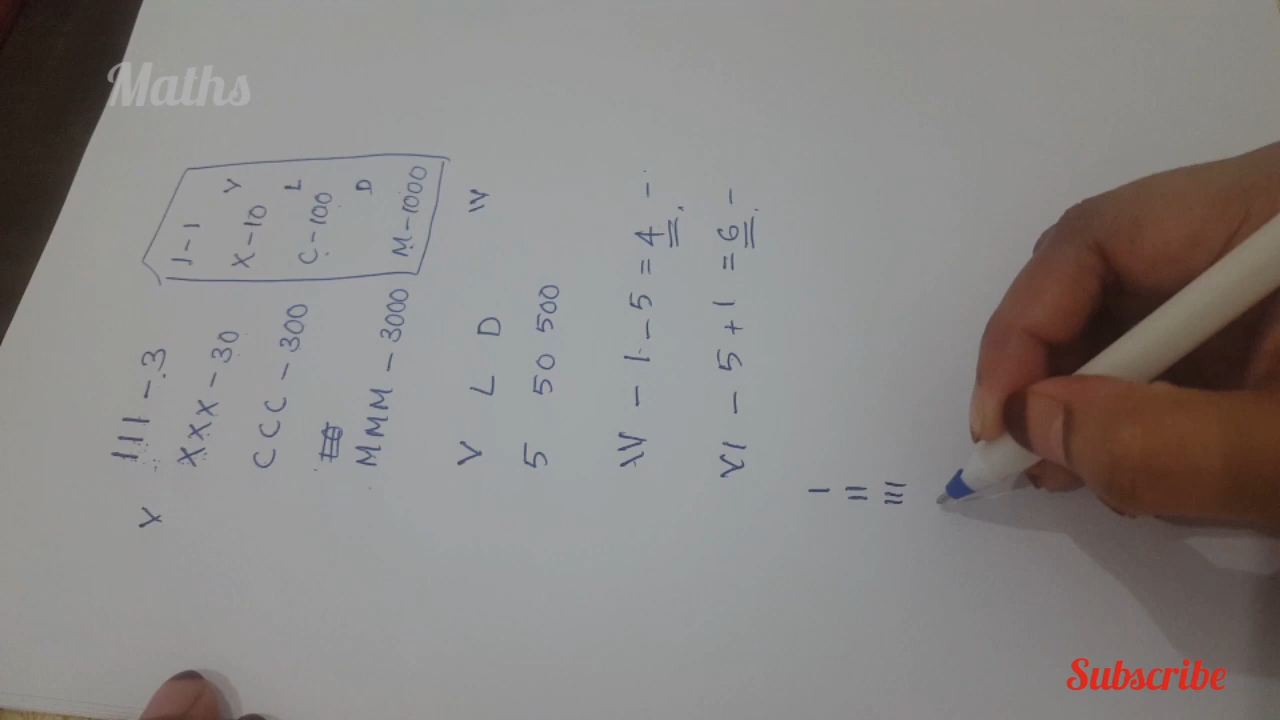 Maths
I - 1
V
X - 10
L
C - 100
D
M - 1000
V
III - 3
XXX - 30
CCC - 300
MMM - 3000
IV
V L D
5 50 500
IV - 1 - 5 = 4 -
VI - 5 + 1 = 6 -
I
II
III
Subscribe